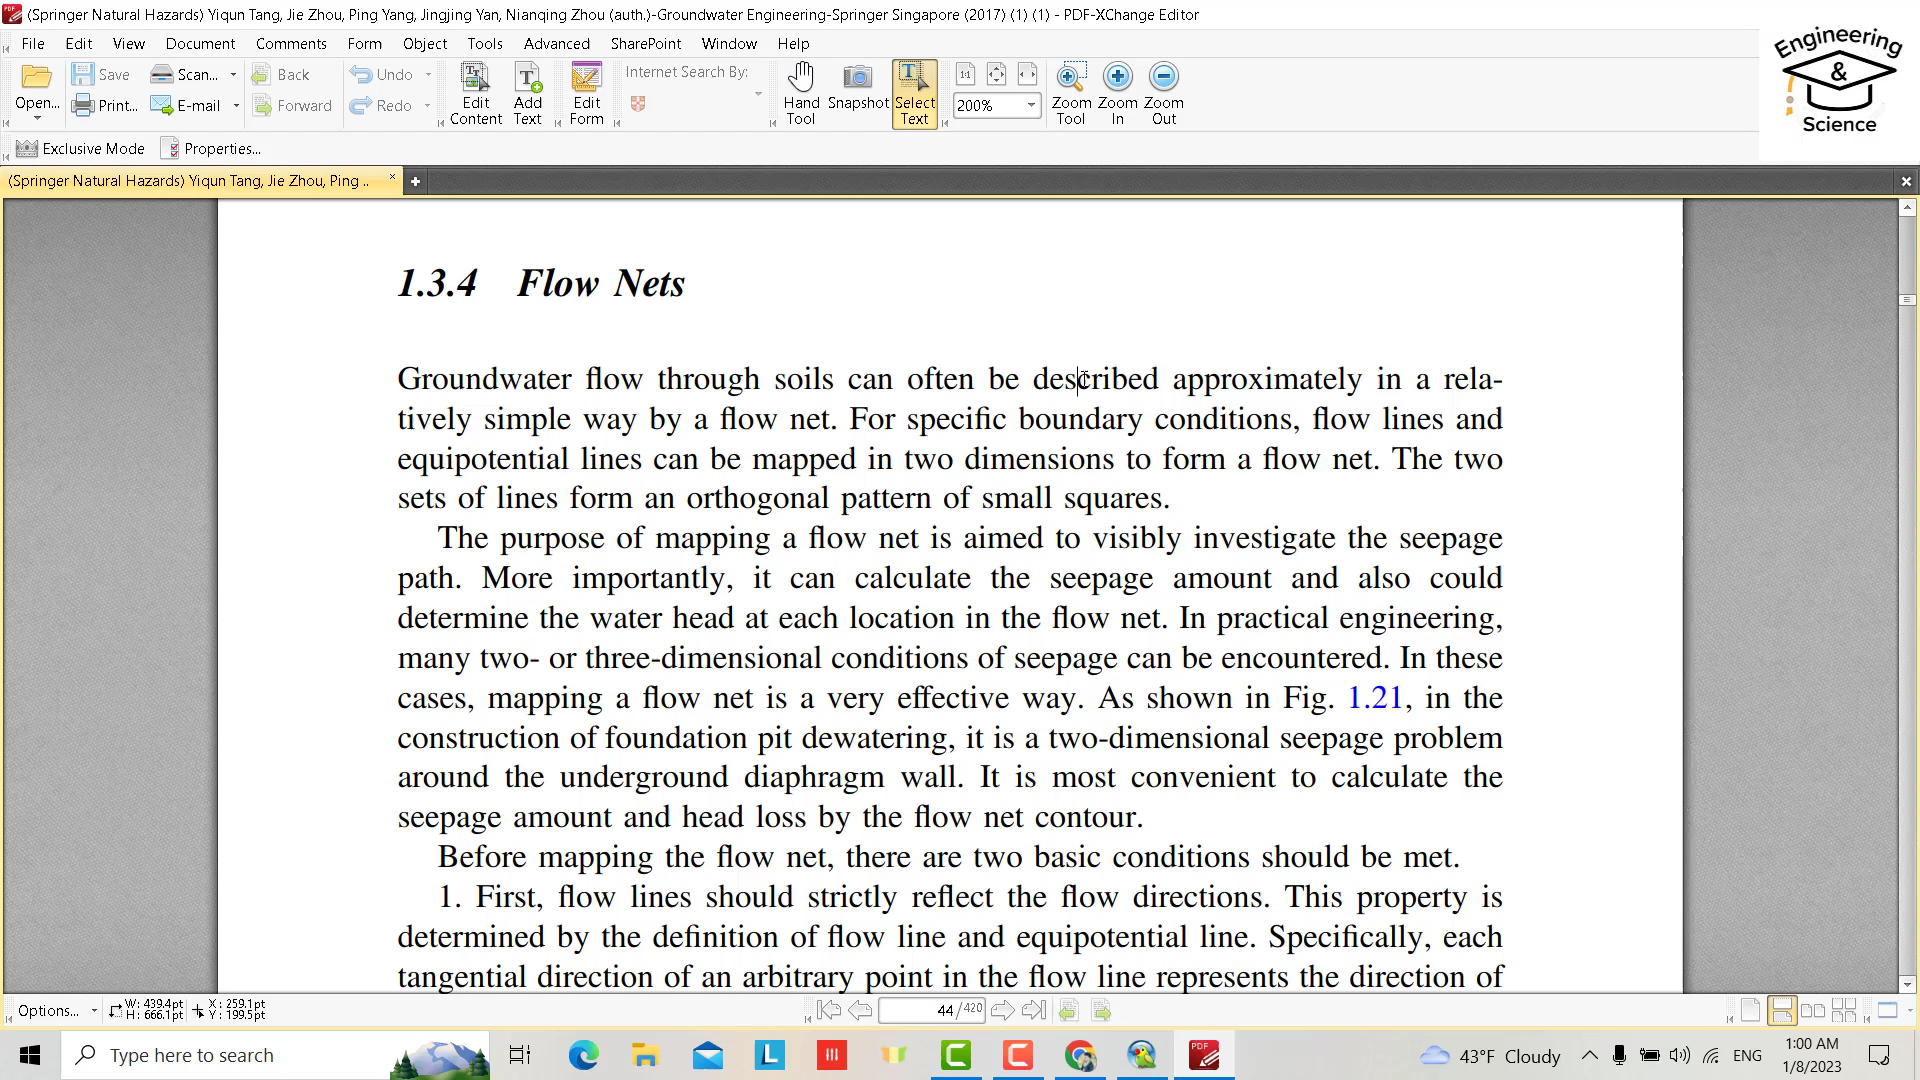 (Springer Natural Hazards) Yiqun Tang, Jie Zhou, Ping Yang, Jingjing Yan, Nianqing Zhou (auth.)-Groundwater Engineering-Springer Singapore (2017) (1) (1) - PDF-XChange Editor
File Edit View Document Comments Form Object Tools Advanced SharePoint Window Help
Open...
Save Scan... Back Undo
Print... E-mail Forward Redo
Edit Content
Add Text
Edit Form
Internet Search By:
Hand Tool
Snapshot
Select Text
1:1
200%
Zoom Tool
Zoom In
Zoom Out
Engineering
&
Science
Exclusive Mode Properties...
(Springer Natural Hazards) Yiqun Tang, Jie Zhou, Ping ..
1.3.4 Flow Nets
Groundwater flow through soils can often be described approximately in a rela-
tively simple way by a flow net. For specific boundary conditions, flow lines and
equipotential lines can be mapped in two dimensions to form a flow net. The two
sets of lines form an orthogonal pattern of small squares.
The purpose of mapping a flow net is aimed to visibly investigate the seepage
path. More importantly, it can calculate the seepage amount and also could
determine the water head at each location in the flow net. In practical engineering,
many two- or three-dimensional conditions of seepage can be encountered. In these
cases, mapping a flow net is a very effective way. As shown in Fig. 1.21, in the
construction of foundation pit dewatering, it is a two-dimensional seepage problem
around the underground diaphragm wall. It is most convenient to calculate the
seepage amount and head loss by the flow net contour.
Before mapping the flow net, there are two basic conditions should be met.
1. First, flow lines should strictly reflect the flow directions. This property is
determined by the definition of flow line and equipotential line. Specifically, each
tangential direction of an arbitrary point in the flow line represents the direction of
Options... W: 439.4pt X : 259.1pt
H: 666.1pt Y : 199.5pt
44 /420
Type here to search
L
PDF
43°F Cloudy
ENG
1:00 AM
1/8/2023